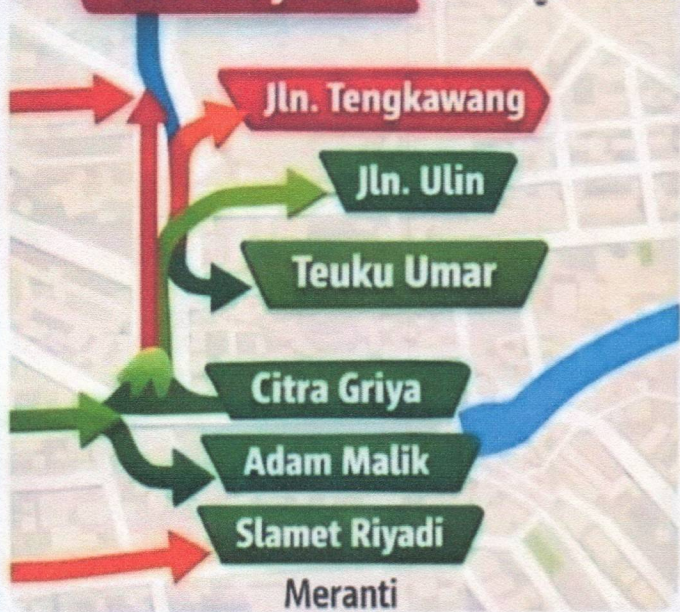 Jln. Tengkawang
Jln. Ulin
Teuku Umar
Citra Griya
Adam Malik
Slamet Riyadi
Meranti